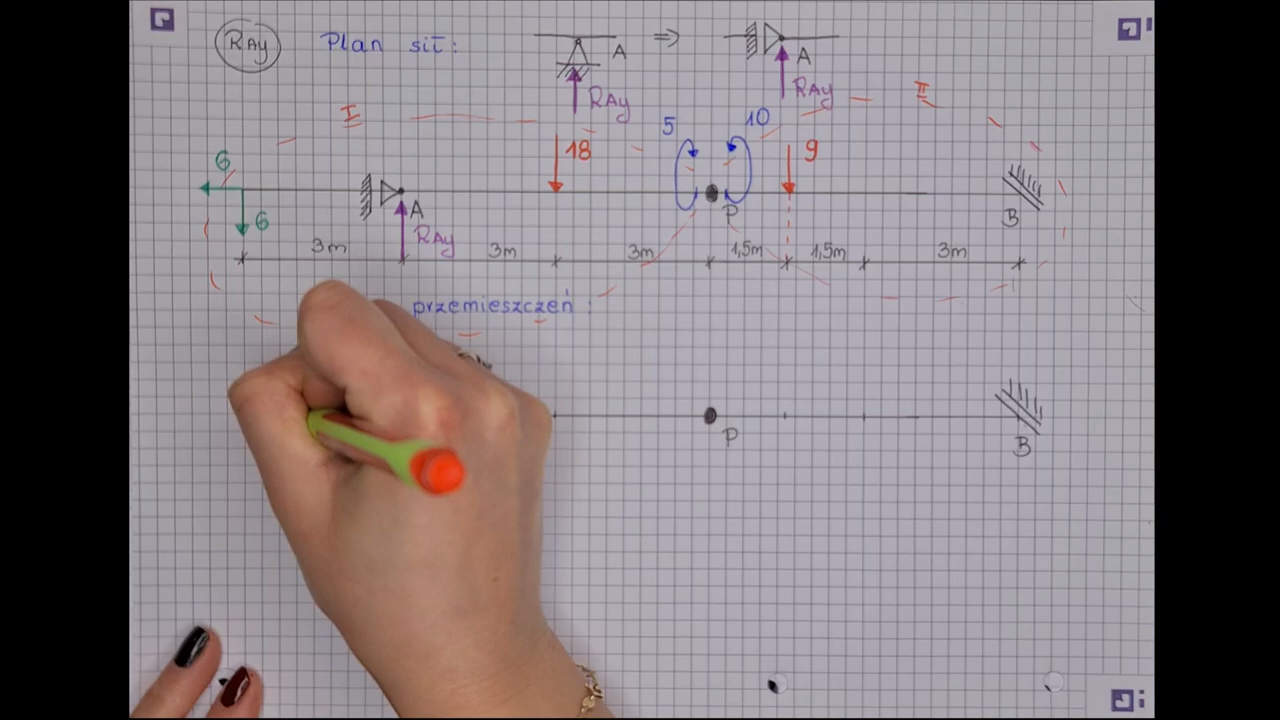 RAy Plan sił: A ⇒ A
RAy RAy
I II
5 10
6 18 9
6 A P B
RAy
3m 3m 3m 1,5m 1,5m 3m
przemieszczeń:
P B